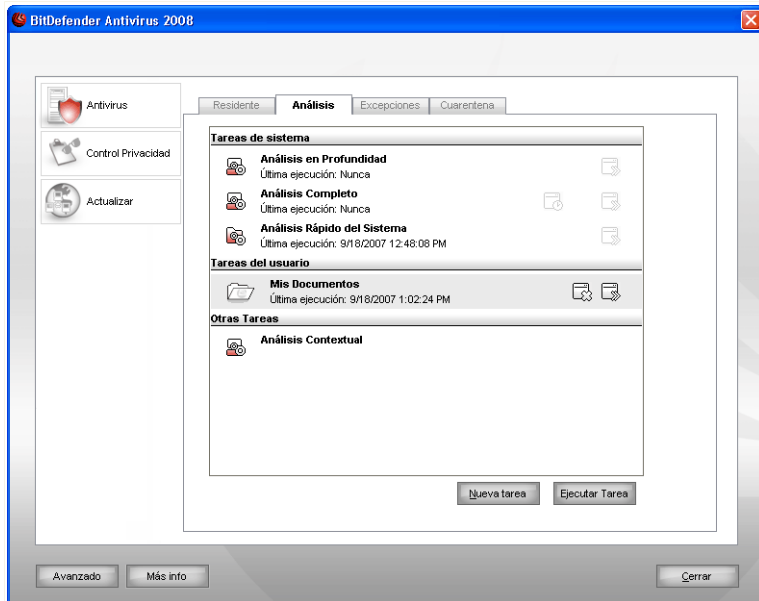 BitDefender Antivirus 2008
Antivirus
Control Privacidad
Actualizar
Residente
Análisis
Excepciones
Cuarentena
Tareas de sistema
Análisis en Profundidad
Última ejecución: Nunca
Análisis Completo
Última ejecución: Nunca
Análisis Rápido del Sistema
Última ejecución: 9/18/2007 12:48:08 PM
Tareas del usuario
Mis Documentos
Última ejecución: 9/18/2007 1:02:24 PM
Otras Tareas
Análisis Contextual
Nueva tarea
Ejecutar Tarea
Avanzado
Más info
Cerrar